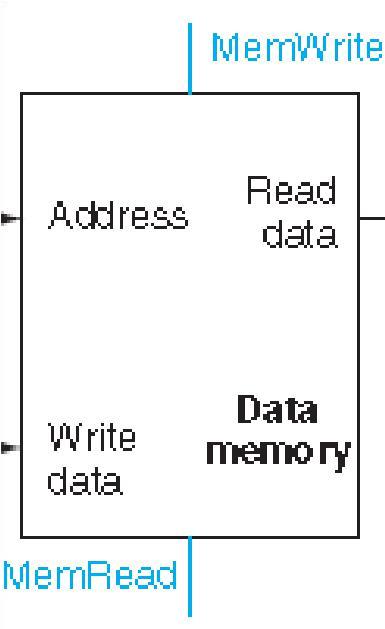 MemWrite
Address
Read
data
Write
data
Data
memory
MemRead